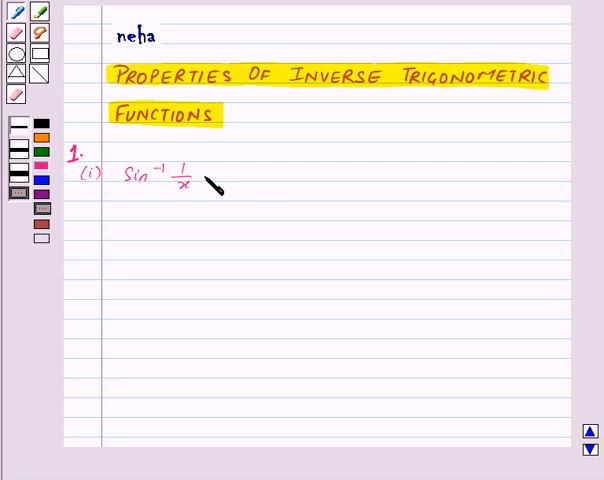 neha
PROPERTIES OF INVERSE TRIGONOMETRIC
FUNCTIONS
1.
(i) Sin⁻¹ 1/x